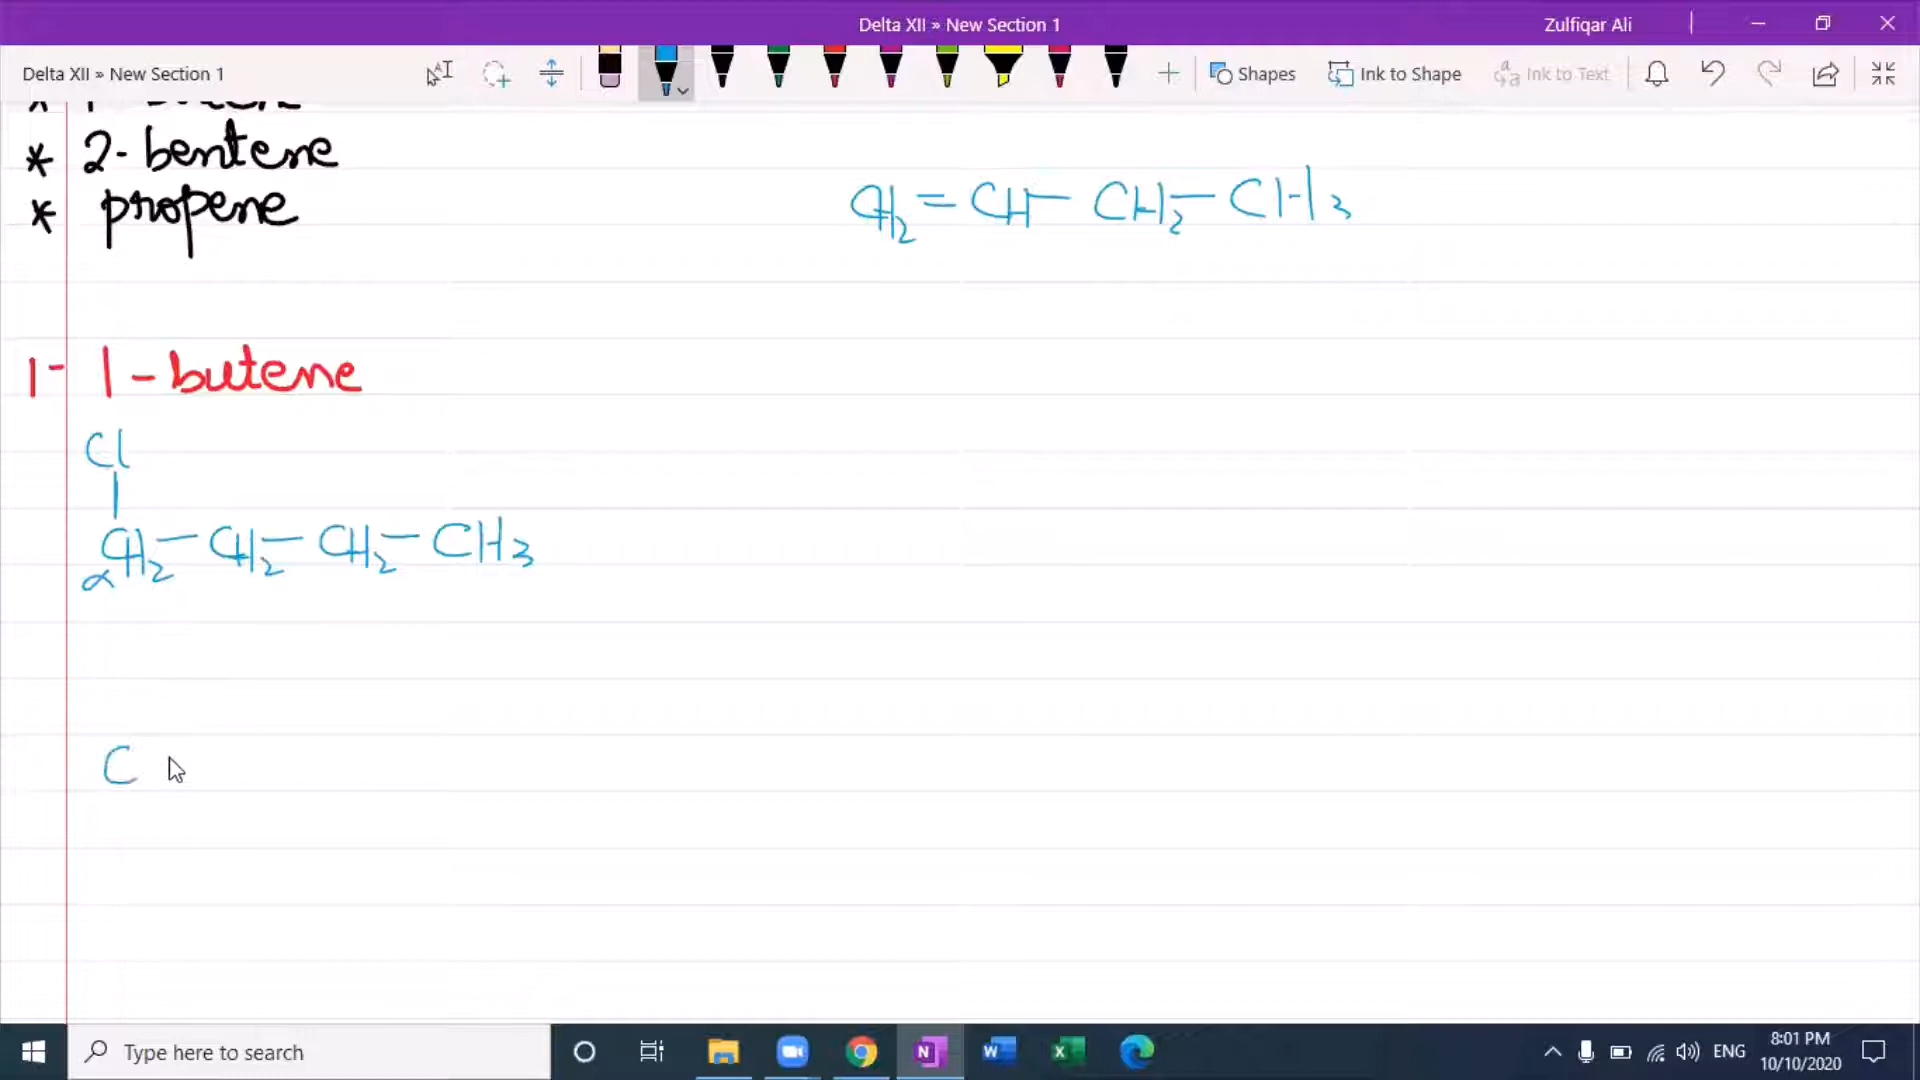 Delta XII » New Section 1
Zulfiqar Ali
Delta XII » New Section 1
Shapes
Ink to Shape
Ink to Text
* 2- bentene
* propene
CH2 = CH - CH2 - CH3
1- 1 - butene
Cl
CH2 - CH2 - CH2 - CH3
α
C
Type here to search
ENG
8:01 PM
10/10/2020